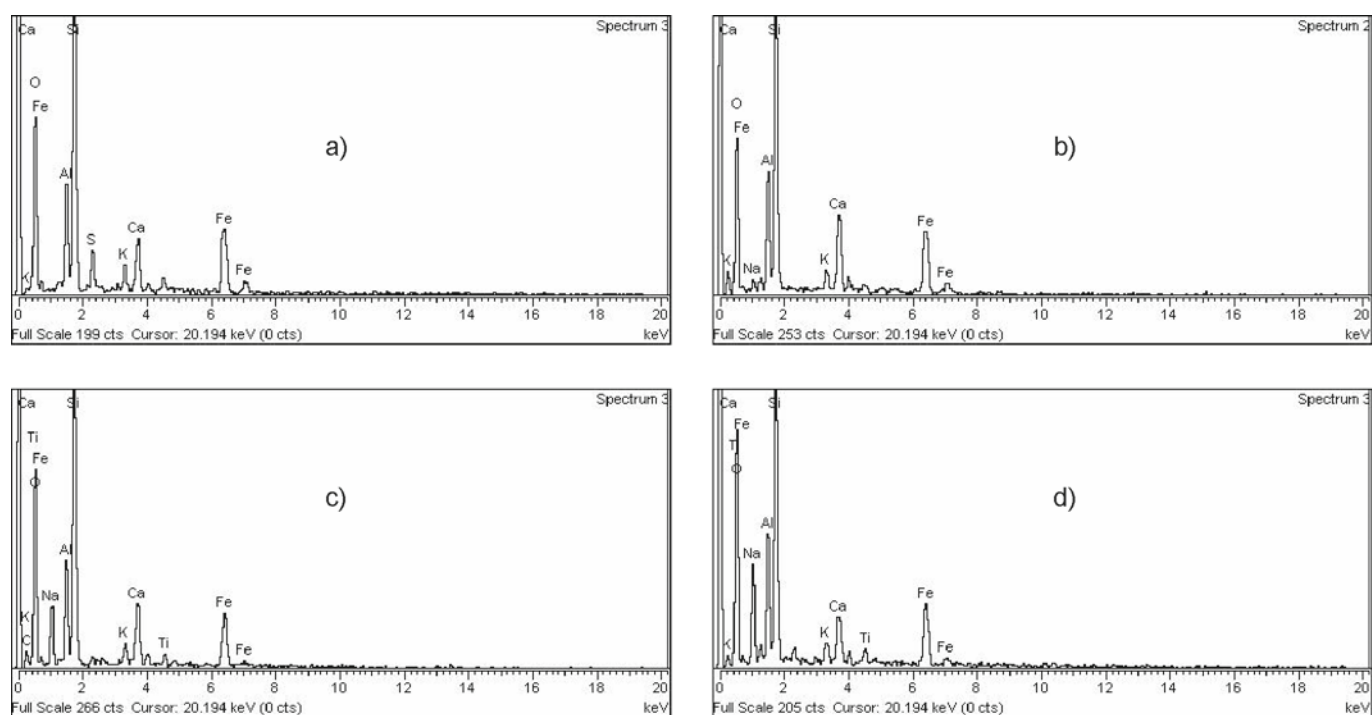 Ca Si Spectrum 3
O
Fe
a)
Al
Fe
Ca
S
K
K Fe
0 2 4 6 8 10 12 14 16 18 20
Full Scale 199 cts Cursor: 20.194 keV (0 cts) keV
Ca Si Spectrum 2
O
Fe
b)
Al
Ca
Fe
K Na K Fe
0 2 4 6 8 10 12 14 16 18 20
Full Scale 253 cts Cursor: 20.194 keV (0 cts) keV
Ca Si Spectrum 3
Ti
Fe
O
c)
Al
Na Ca
Fe
K
K Ti
C Fe
0 2 4 6 8 10 12 14 16 18 20
Full Scale 266 cts Cursor: 20.194 keV (0 cts) keV
Ca Si Spectrum 3
Fe
T
O
d)
Al
Na
Fe
Ca
K Ti
K Fe
0 2 4 6 8 10 12 14 16 18 20
Full Scale 205 cts Cursor: 20.194 keV (0 cts) keV